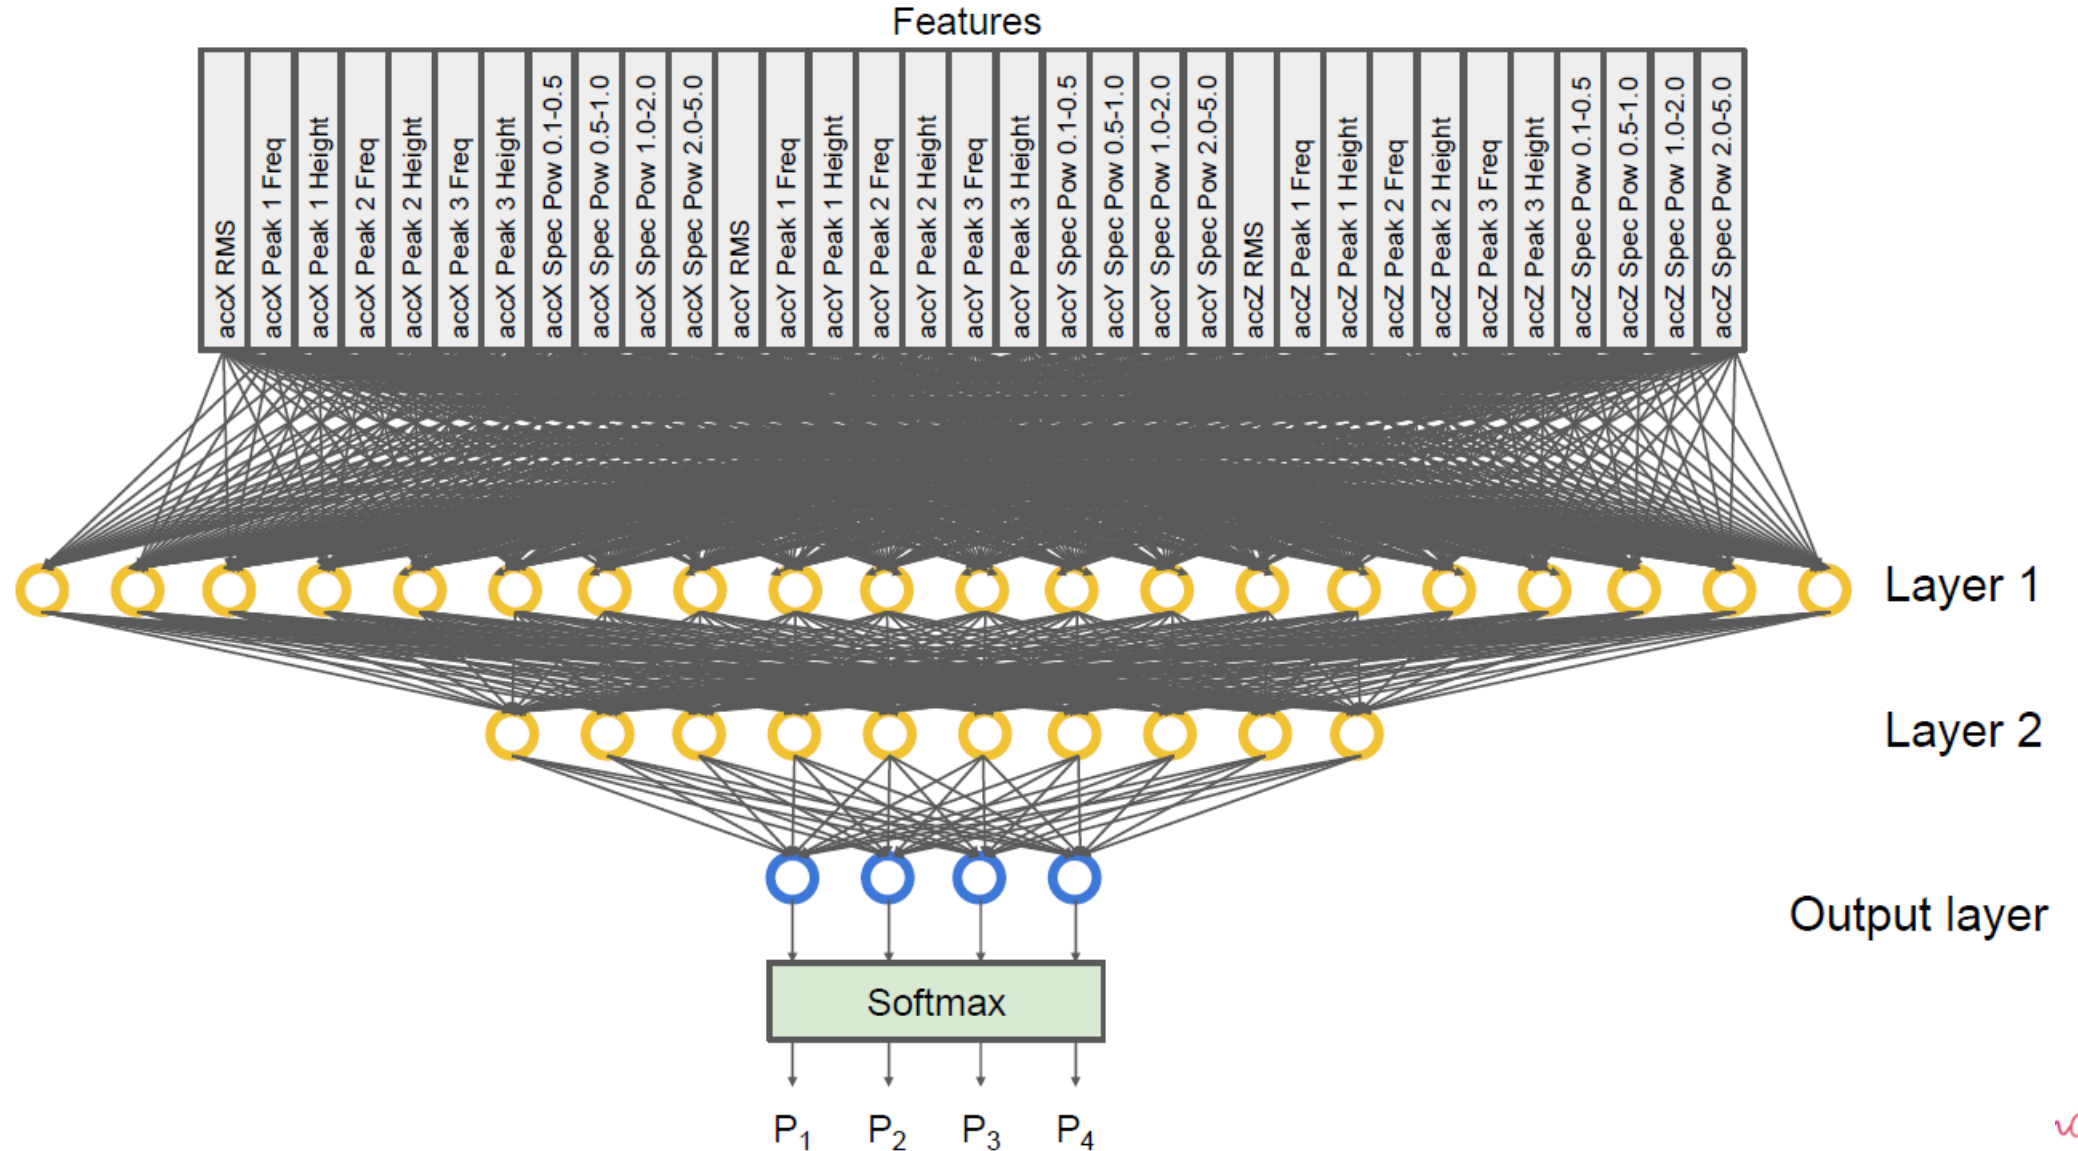 Features
accX RMS
accX Peak 1 Freq
accX Peak 1 Height
accX Peak 2 Freq
accX Peak 2 Height
accX Peak 3 Freq
accX Peak 3 Height
accX Spec Pow 0.1-0.5
accX Spec Pow 0.5-1.0
accX Spec Pow 1.0-2.0
accX Spec Pow 2.0-5.0
accY RMS
accY Peak 1 Freq
accY Peak 1 Height
accY Peak 2 Freq
accY Peak 2 Height
accY Peak 3 Freq
accY Peak 3 Height
accY Spec Pow 0.1-0.5
accY Spec Pow 0.5-1.0
accY Spec Pow 1.0-2.0
accY Spec Pow 2.0-5.0
accZ RMS
accZ Peak 1 Freq
accZ Peak 1 Height
accZ Peak 2 Freq
accZ Peak 2 Height
accZ Peak 3 Freq
accZ Peak 3 Height
accZ Spec Pow 0.1-0.5
accZ Spec Pow 0.5-1.0
accZ Spec Pow 1.0-2.0
accZ Spec Pow 2.0-5.0
Layer 1
Layer 2
Output layer
Softmax
P1 P2 P3 P4